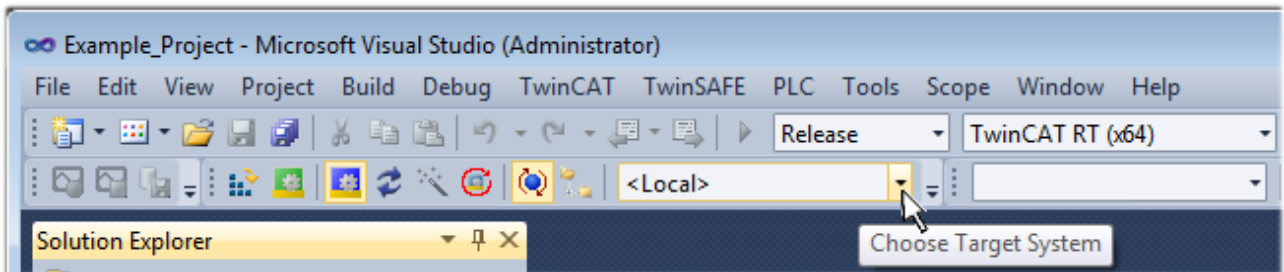 Example_Project - Microsoft Visual Studio (Administrator)
File Edit View Project Build Debug TwinCAT TwinSAFE PLC Tools Scope Window Help
Release TwinCAT RT (x64)
<Local>
Solution Explorer
Choose Target System